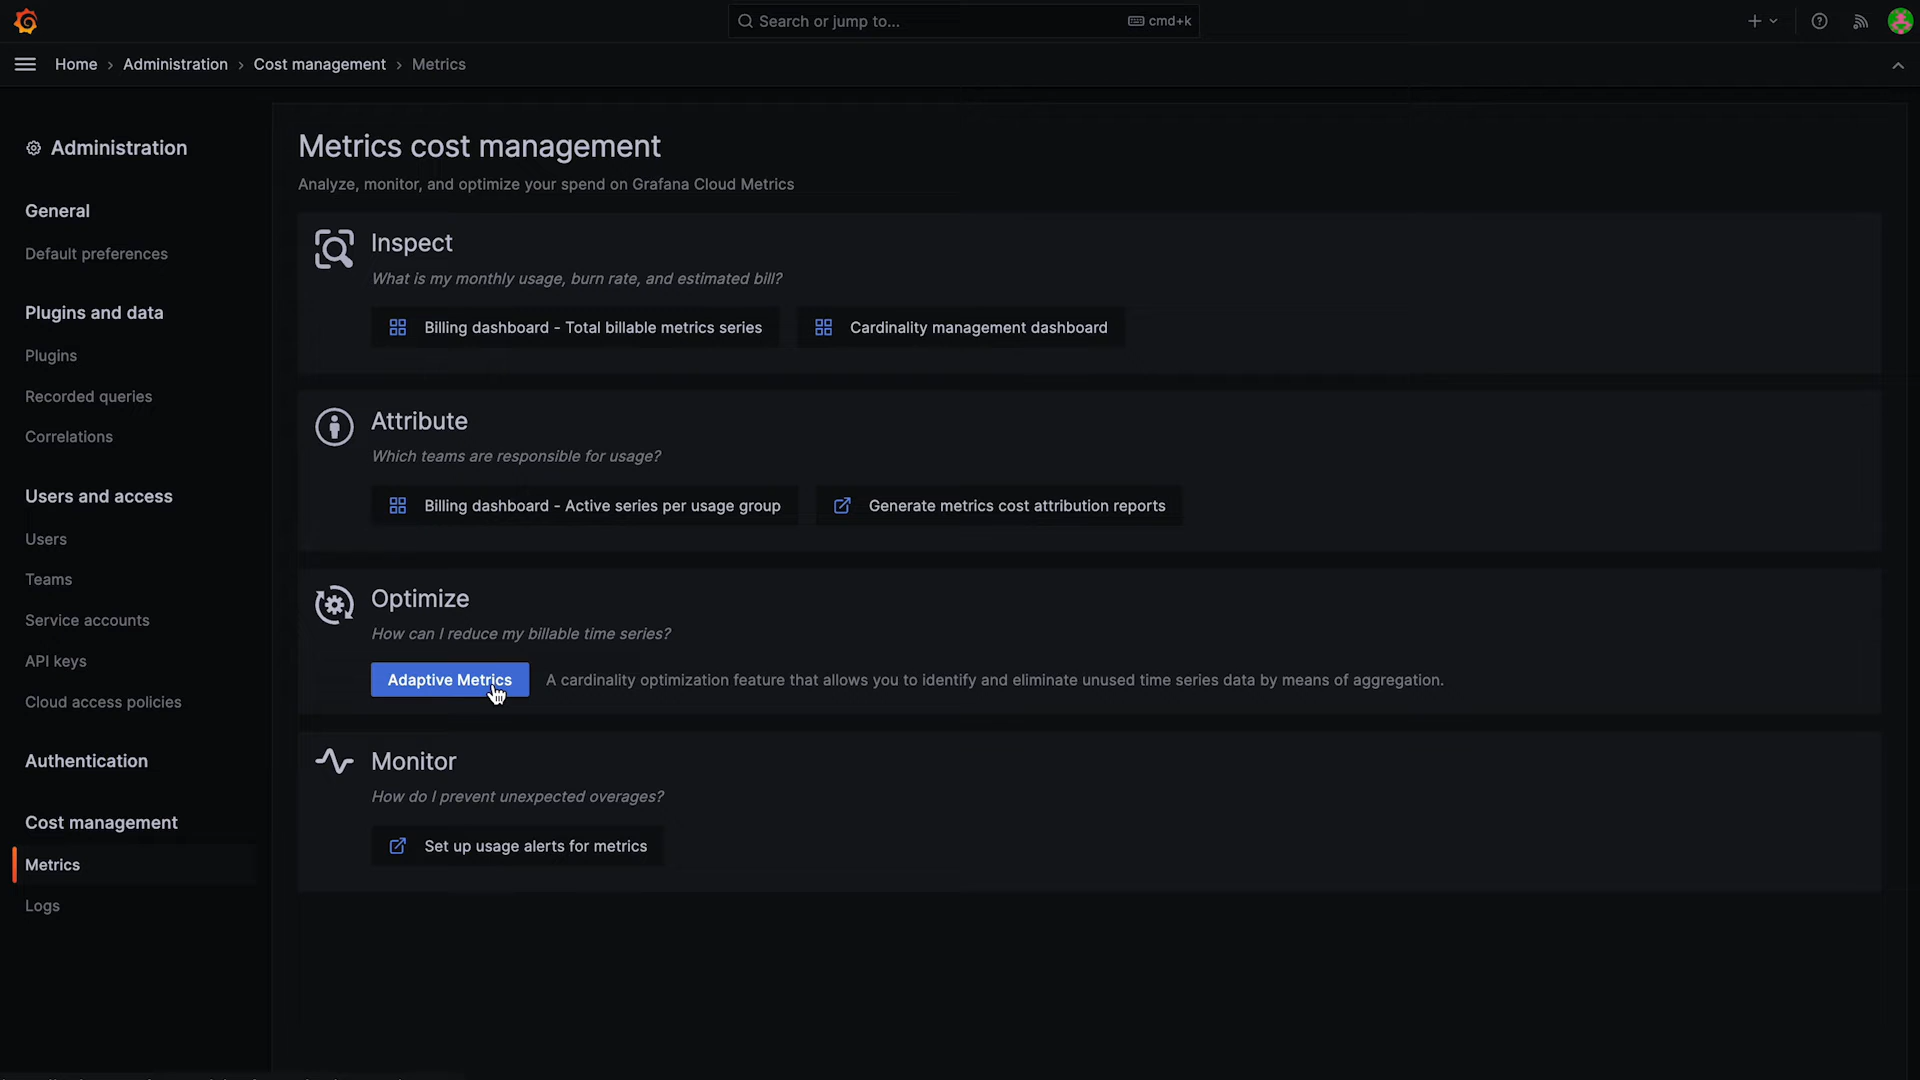 Search or jump to...
cmd+k
Home
Administration
Cost management
Metrics
Administration
General
Default preferences
Plugins and data
Plugins
Recorded queries
Correlations
Users and access
Users
Teams
Service accounts
API keys
Cloud access policies
Authentication
Cost management
Metrics
Logs
Metrics cost management
Analyze, monitor, and optimize your spend on Grafana Cloud Metrics
Inspect
What is my monthly usage, burn rate, and estimated bill?
Billing dashboard - Total billable metrics series
Cardinality management dashboard
Attribute
Which teams are responsible for usage?
Billing dashboard - Active series per usage group
Generate metrics cost attribution reports
Optimize
How can I reduce my billable time series?
Adaptive Metrics
A cardinality optimization feature that allows you to identify and eliminate unused time series data by means of aggregation.
Monitor
How do I prevent unexpected overages?
Set up usage alerts for metrics